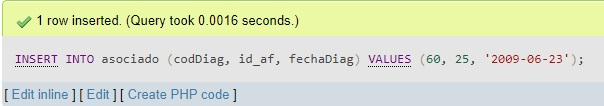 1 row inserted. (Query took 0.0016 seconds.)
INSERT INTO asociado (codDiag, id_af, fechaDiag) VALUES (60, 25, '2009-06-23');
[ Edit inline ] [ Edit ] [ Create PHP code ]